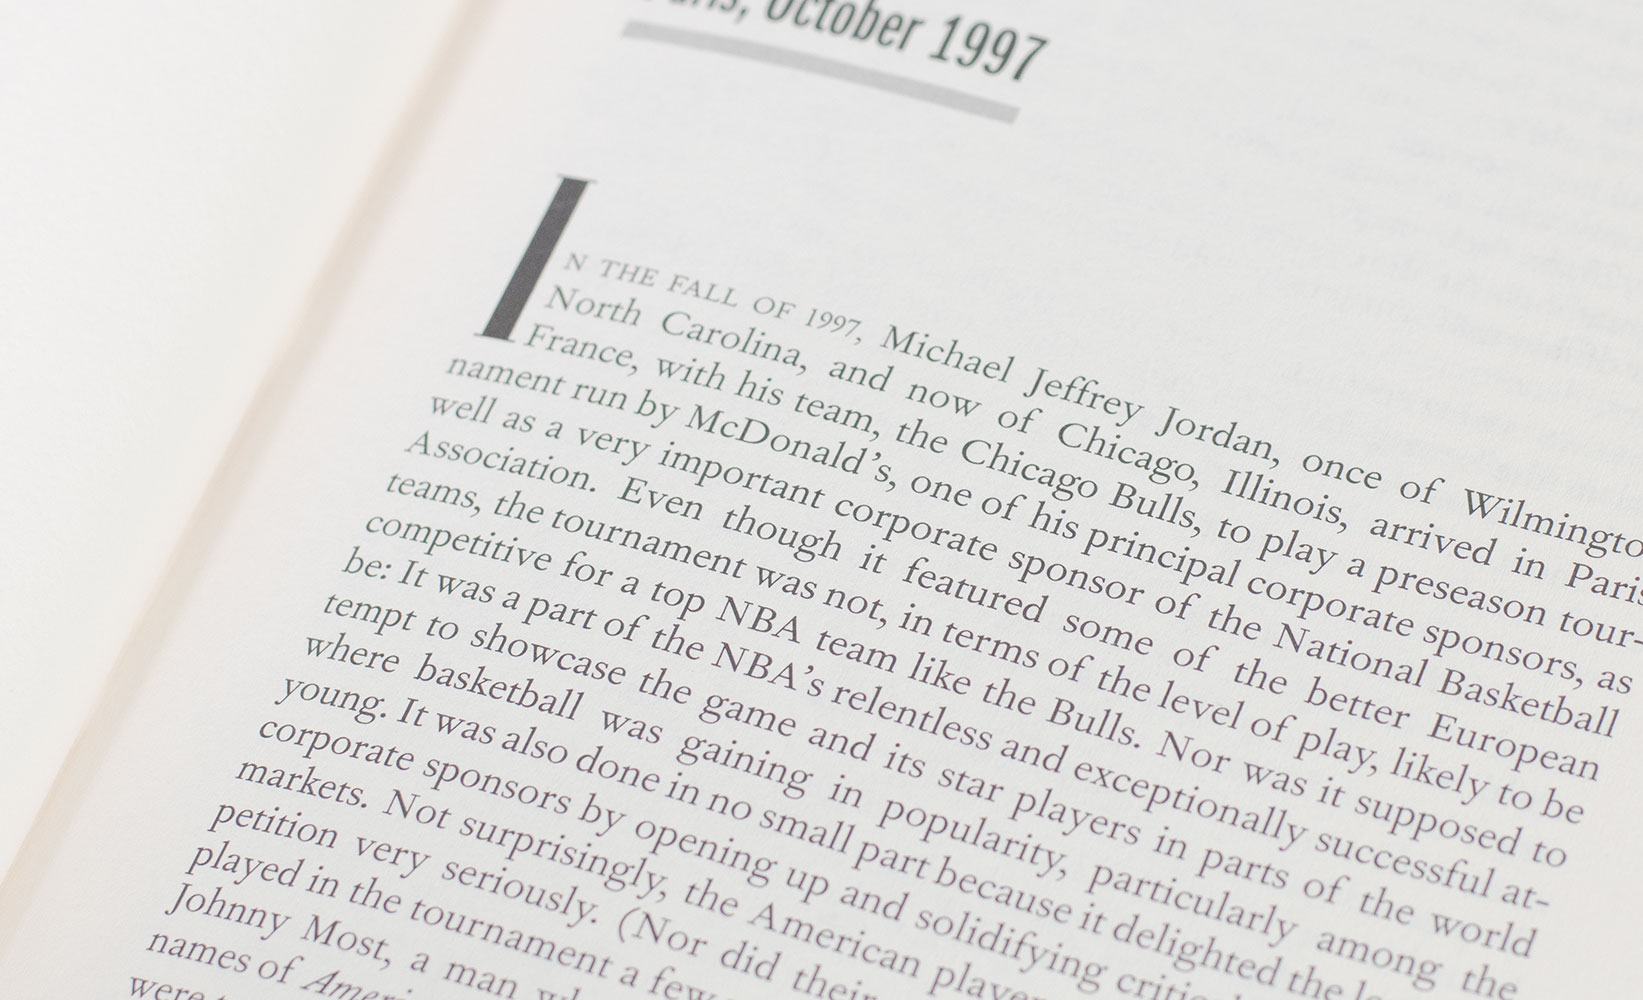 October 1997
IN THE FALL OF 1997, Michael Jeffrey Jordan, once of
North Carolina, and now of Chicago, Illinois, arrived in
France, with his team, the Chicago Bulls, to play a preseason tour-
nament run by McDonald's, one of his principal corporate sponsors, as
well as a very important corporate sponsor of the National Basketball
Association. Even though it featured some of the better European
teams, the tournament was not, in terms of the level of play, likely to be
competitive for a top NBA team like the Bulls. Nor was it supposed to
be: It was a part of the NBA's relentless and exceptionally successful at-
tempt to showcase the game and its star players in parts of the world
where basketball was gaining in popularity, particularly among the
young. It was also done in no small part because it delighted the
corporate sponsors by opening up and solidifying
markets. Not surprisingly, the American
petition very seriously. (Nor did their
played in the tournament a few
Johnny Most, a man
names of
were